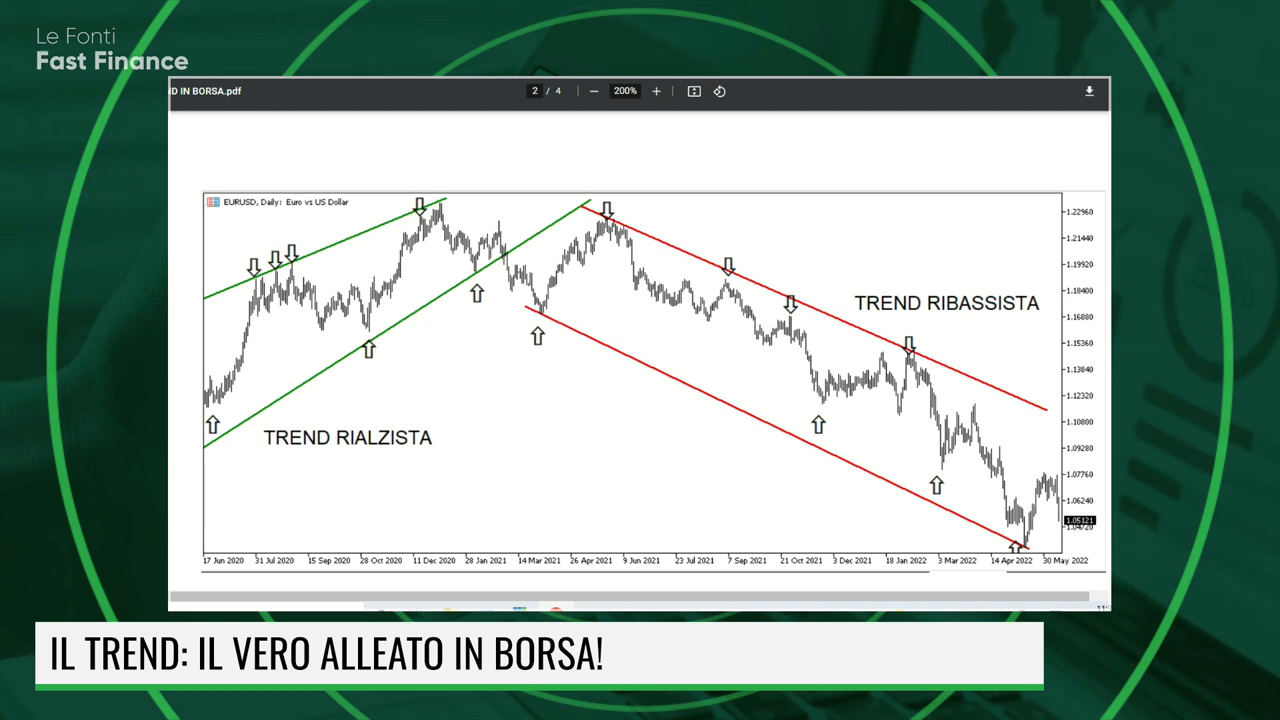 Le Fonti
Fast Finance
ND IN BORSA.pdf
2 / 4
200%
EURUSD, Daily: Euro vs US Dollar
1.22960
1.21440
1.19920
1.18400
1.16880
1.15360
1.13840
1.12320
1.10800
1.09280
1.07760
1.06240
1.05121
1.04720
TREND RIBASSISTA
TREND RIALZISTA
17 Jun 2020 31 Jul 2020 15 Sep 2020 28 Oct 2020 11 Dec 2020 28 Jan 2021 14 Mar 2021 26 Apr 2021 9 Jun 2021 23 Jul 2021 7 Sep 2021 21 Oct 2021 3 Dec 2021 18 Jan 2022 3 Mar 2022 14 Apr 2022 30 May 2022
IL TREND: IL VERO ALLEATO IN BORSA!